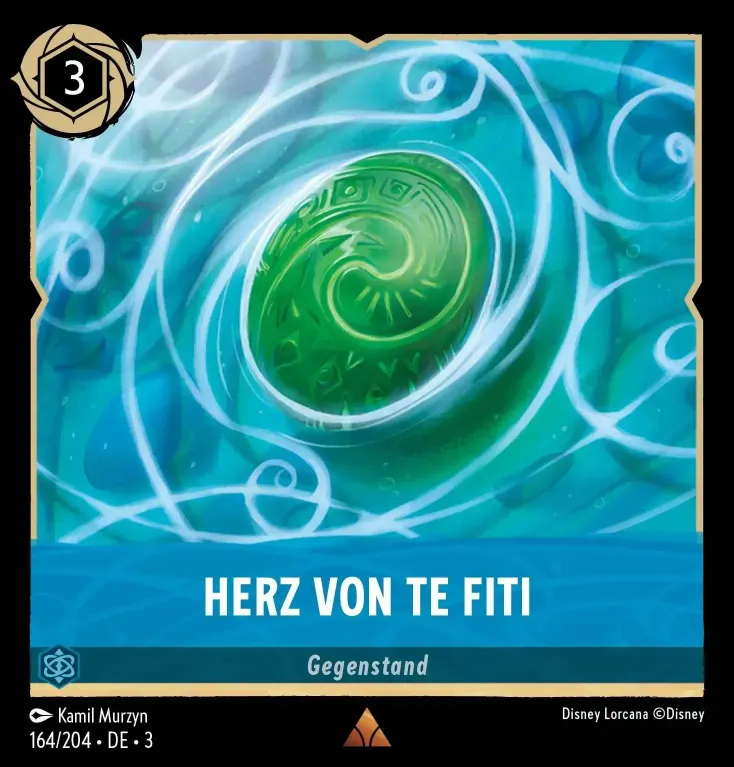 3
HERZ VON TE FITI
Gegenstand
Kamil Murzyn
Disney Lorcana ©Disney
164/204 • DE • 3